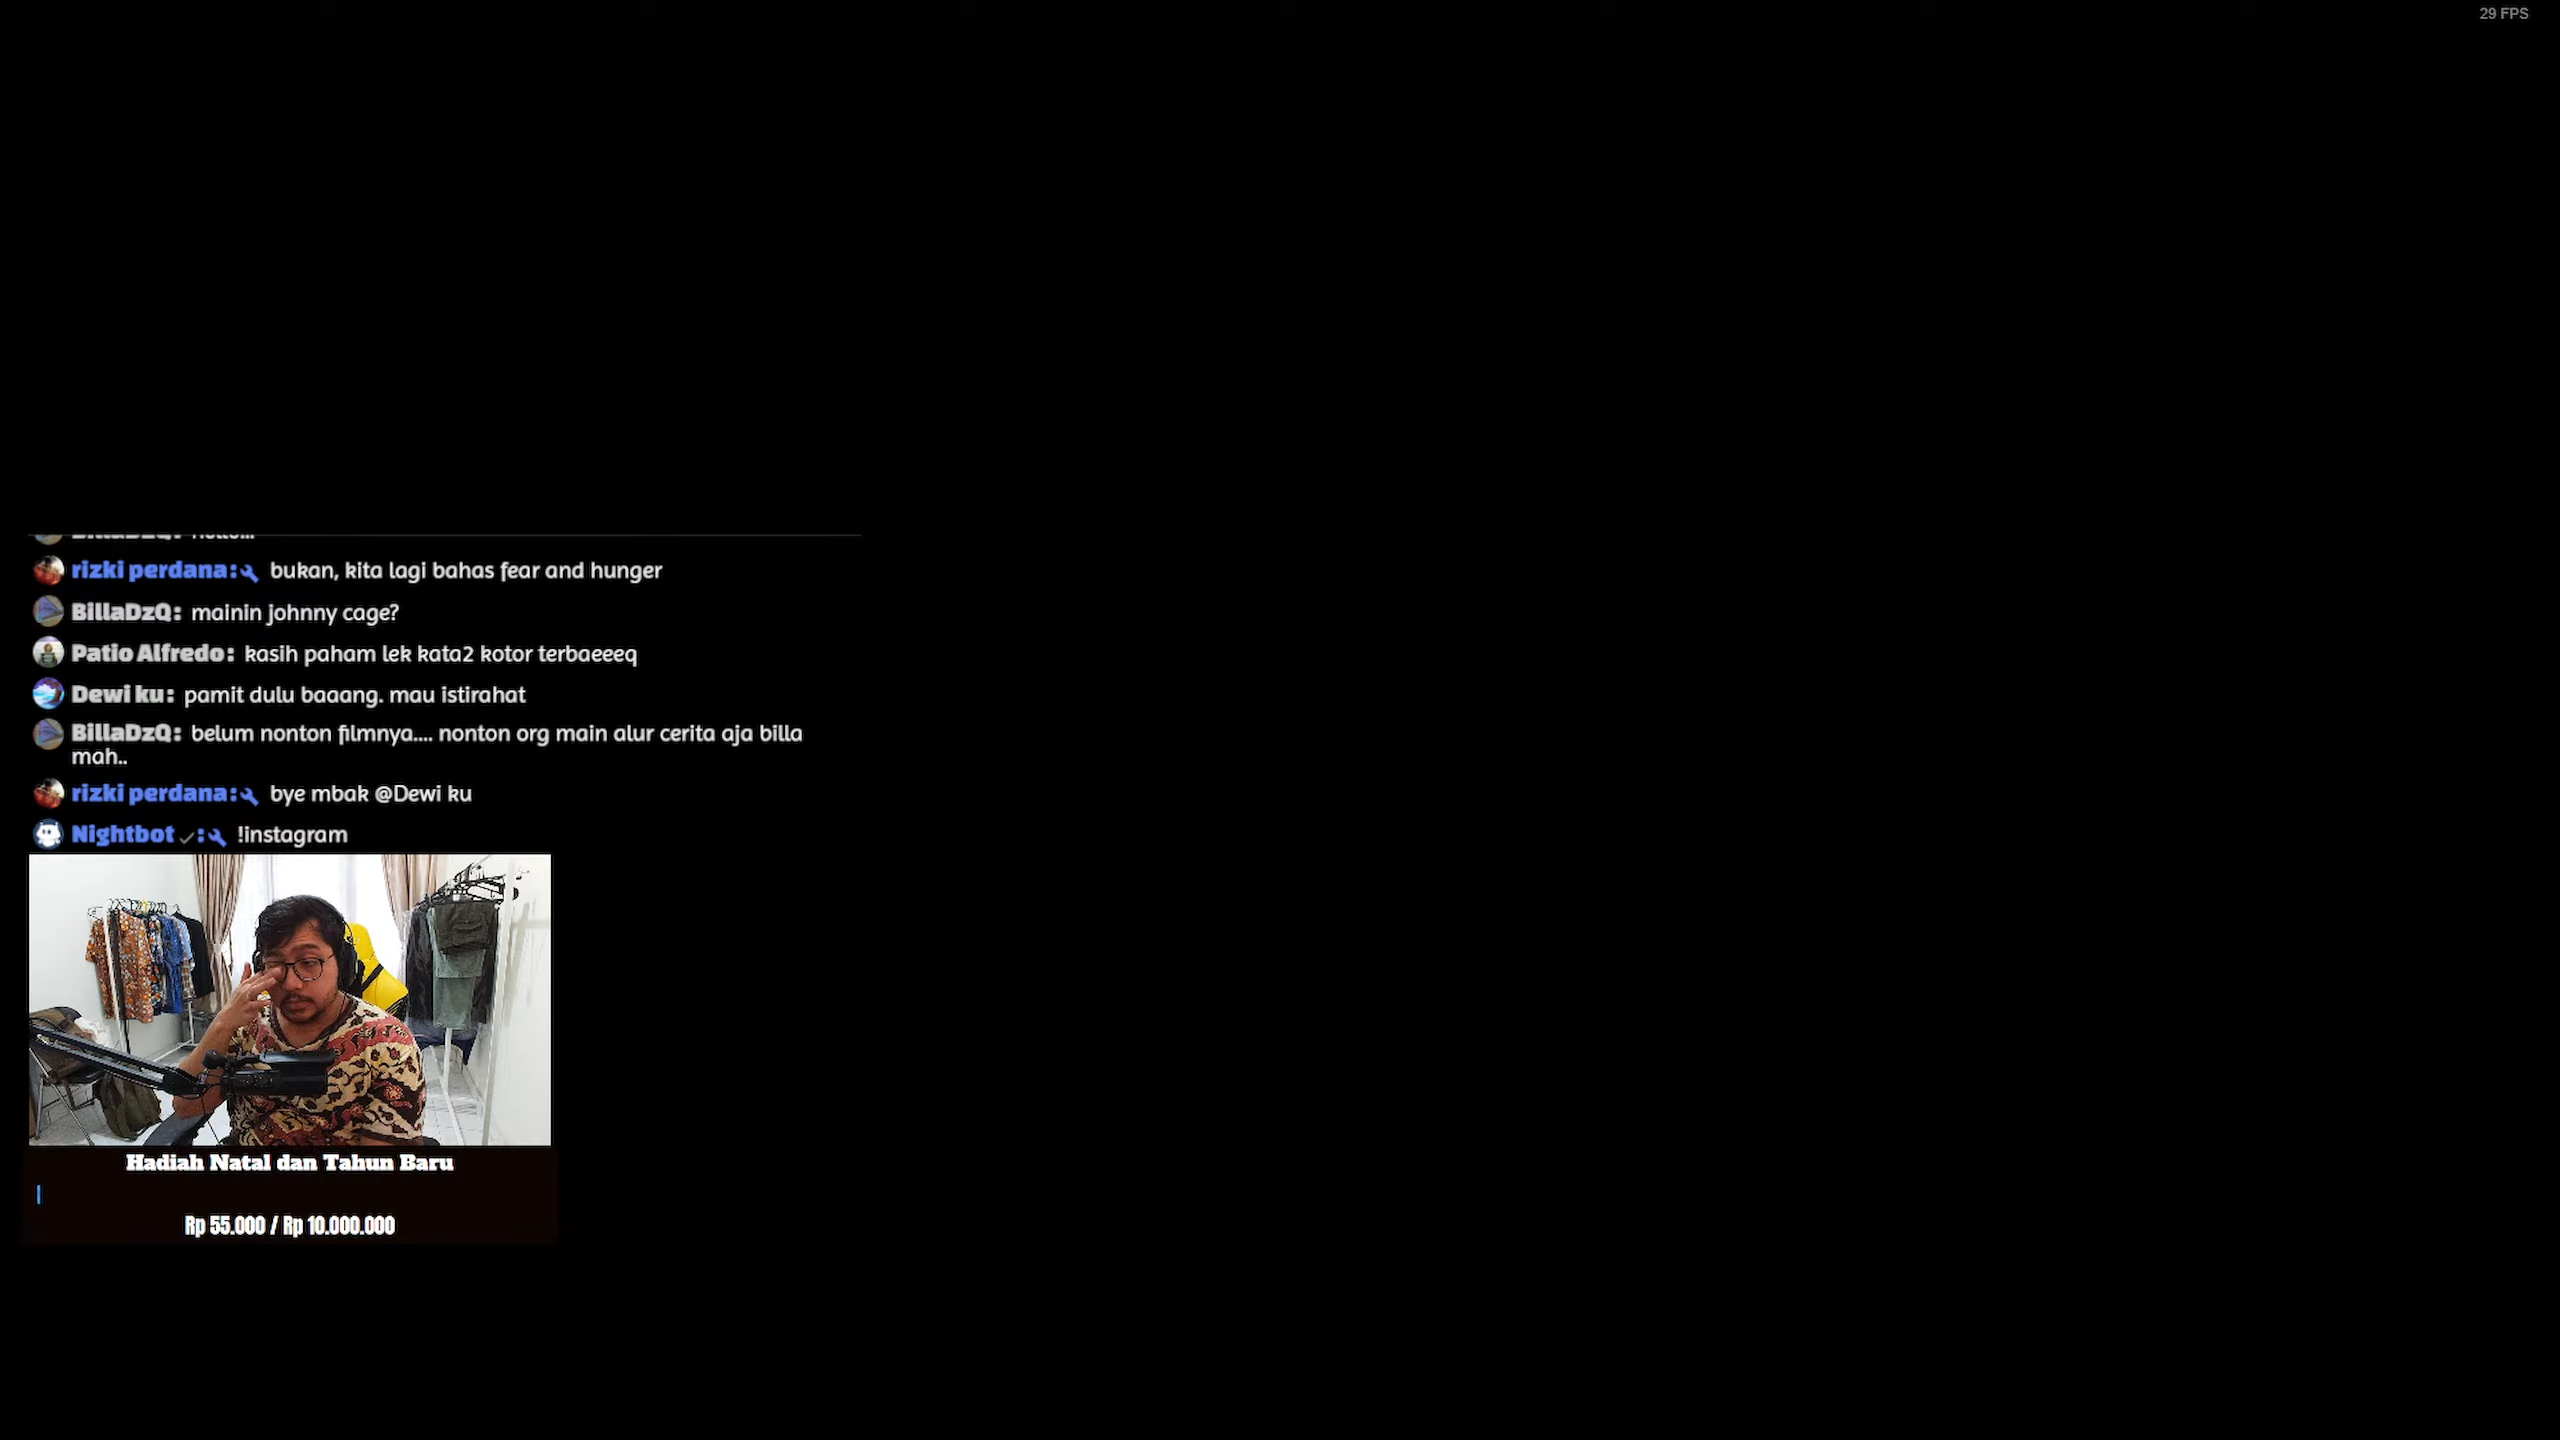 29 FPS
rizki perdana: bukan, kita lagi bahas fear and hunger
BillaDzQ: mainin johnny cage?
Patio Alfredo: kasih paham lek kata2 kotor terbaeeeq
Dewi ku: pamit dulu baaang. mau istirahat
BillaDzQ: belum nonton filmnya.... nonton org main alur cerita aja billa
mah..
rizki perdana: bye mbak @Dewi ku
Nightbot: !instagram
Hadiah Natal dan Tahun Baru
Rp 55.000 / Rp 10.000.000